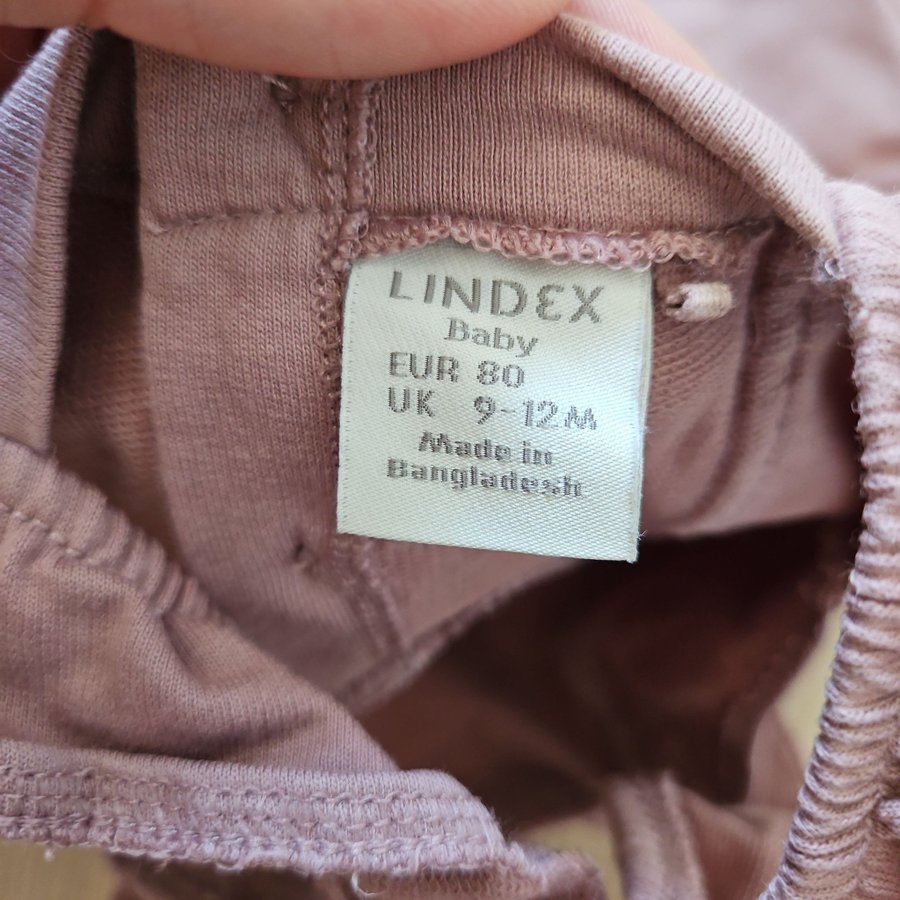 LINDEX
Baby
EUR 80
UK 9-12M
Made in
Bangladesh